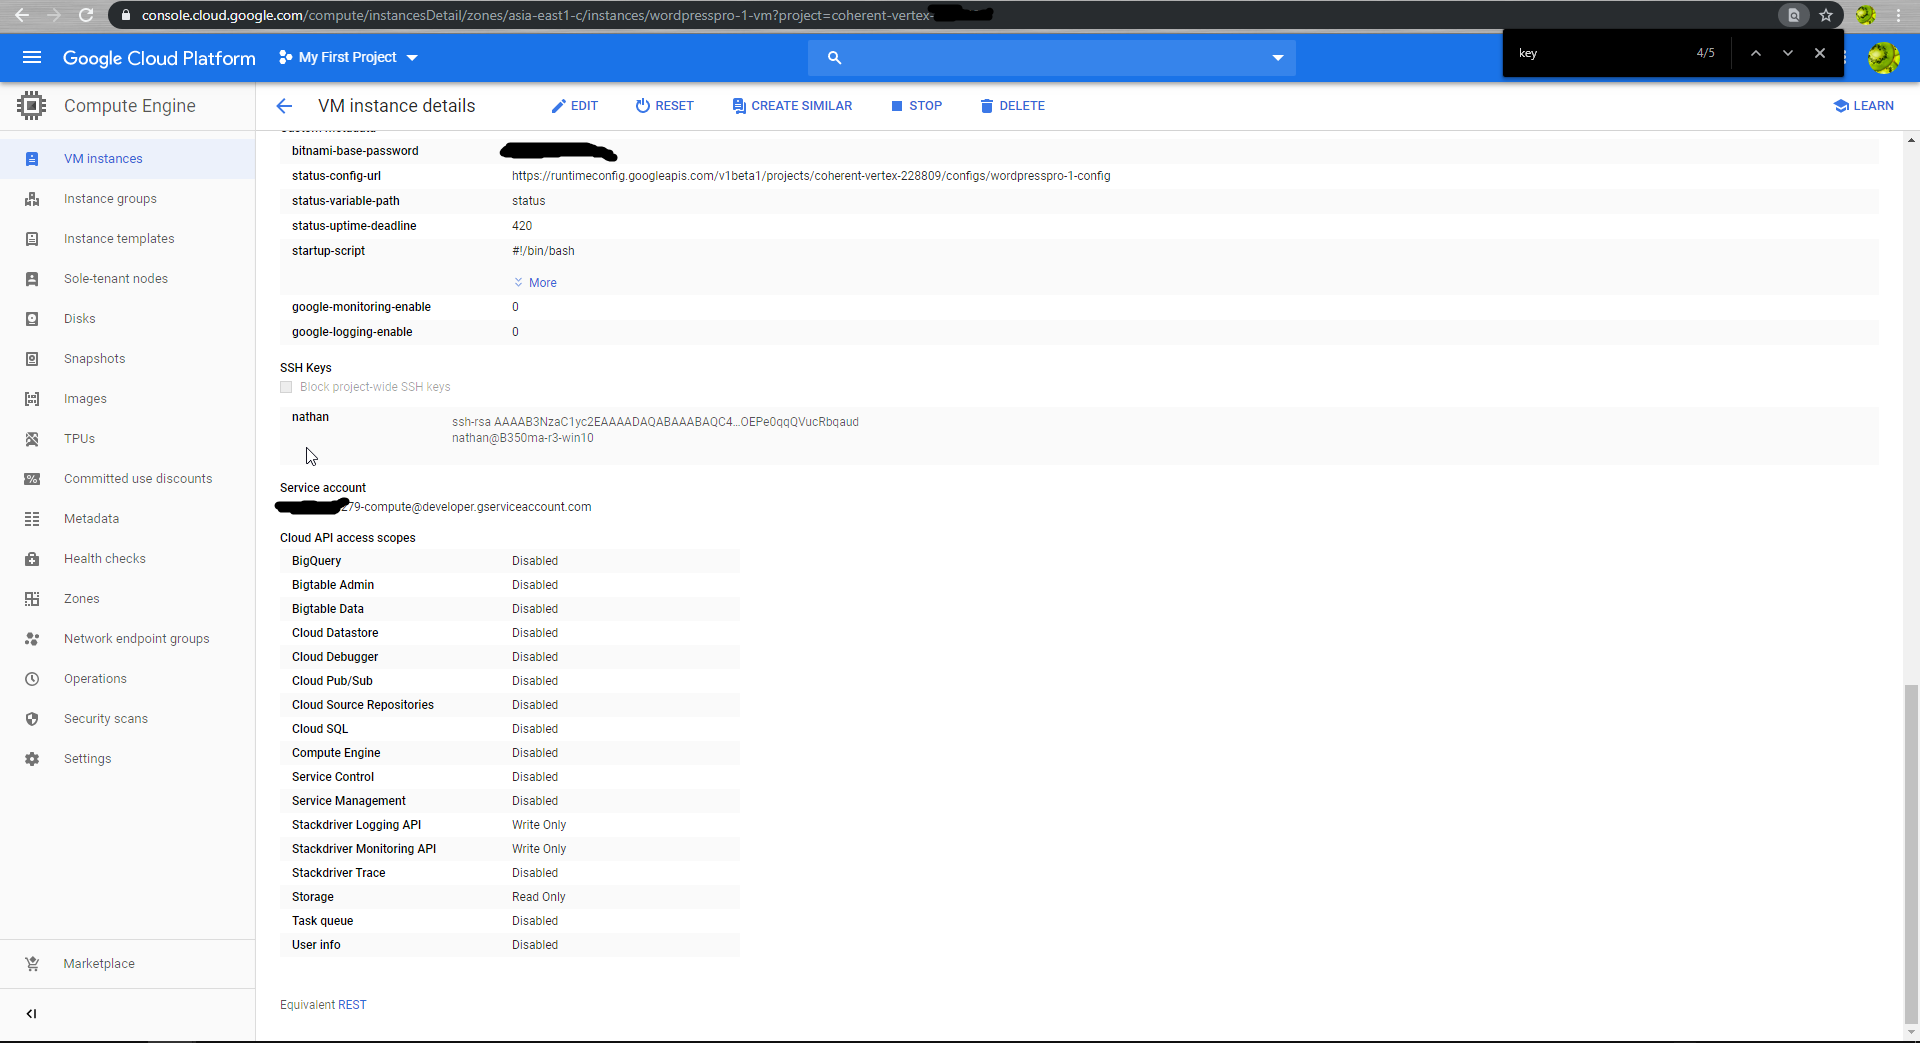 console.cloud.google.com/compute/instancesDetail/zones/asia-east1-c/instances/wordpresspro-1-vm?project=coherent-vertex-
Google Cloud Platform
My First Project
key
4/5
Compute Engine
VM instance details
EDIT
RESET
CREATE SIMILAR
STOP
DELETE
LEARN
VM instances
Instance groups
Instance templates
Sole-tenant nodes
Disks
Snapshots
Images
TPUs
Committed use discounts
Metadata
Health checks
Zones
Network endpoint groups
Operations
Security scans
Settings
Marketplace
Custom metadata
bitnami-base-password
status-config-url https://runtimeconfig.googleapis.com/v1beta1/projects/coherent-vertex-228809/configs/wordpresspro-1-config
status-variable-path status
status-uptime-deadline 420
startup-script #!/bin/bash
More
google-monitoring-enable 0
google-logging-enable 0
SSH Keys
Block project-wide SSH keys
nathan ssh-rsa AAAAB3NzaC1yc2EAAAADAQABAAABAQC4…OEPe0qqQVucRbqaud
nathan@B350ma-r3-win10
Service account
279-compute@developer.gserviceaccount.com
Cloud API access scopes
BigQuery Disabled
Bigtable Admin Disabled
Bigtable Data Disabled
Cloud Datastore Disabled
Cloud Debugger Disabled
Cloud Pub/Sub Disabled
Cloud Source Repositories Disabled
Cloud SQL Disabled
Compute Engine Disabled
Service Control Disabled
Service Management Disabled
Stackdriver Logging API Write Only
Stackdriver Monitoring API Write Only
Stackdriver Trace Disabled
Storage Read Only
Task queue Disabled
User info Disabled
Equivalent REST